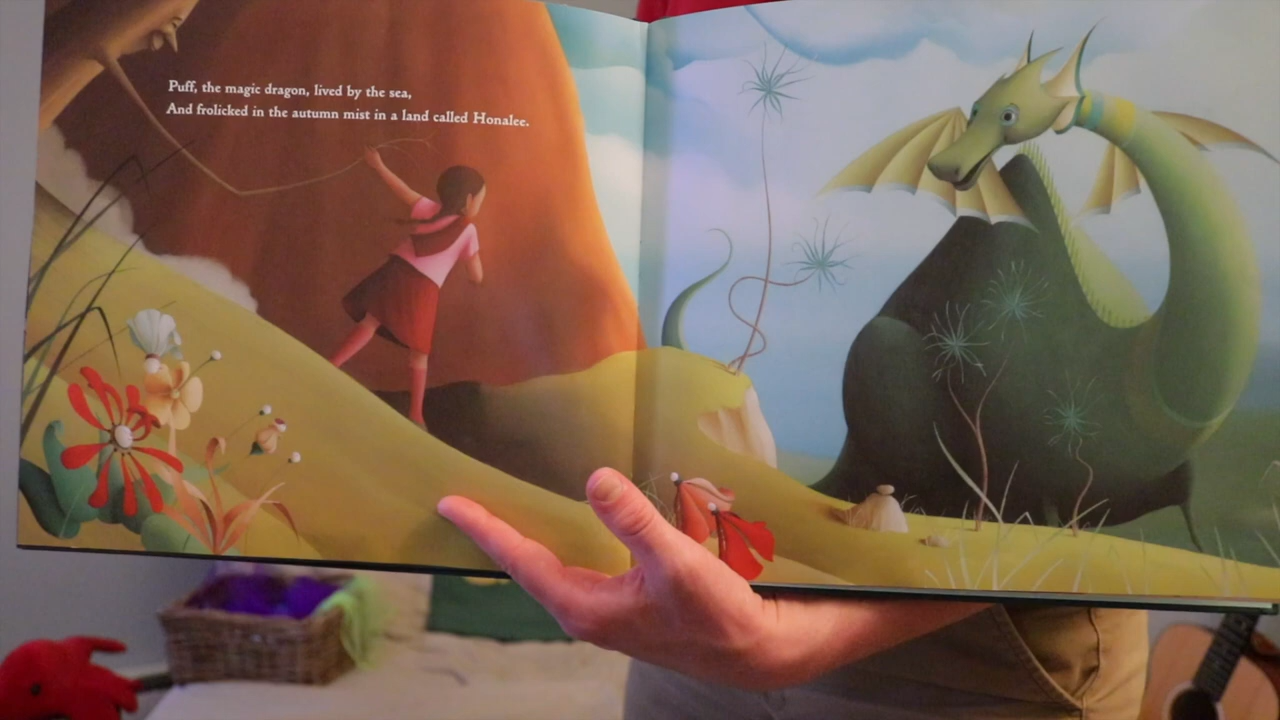 Puff, the magic dragon, lived by the sea,
And frolicked in the autumn mist in a land called Honalee.